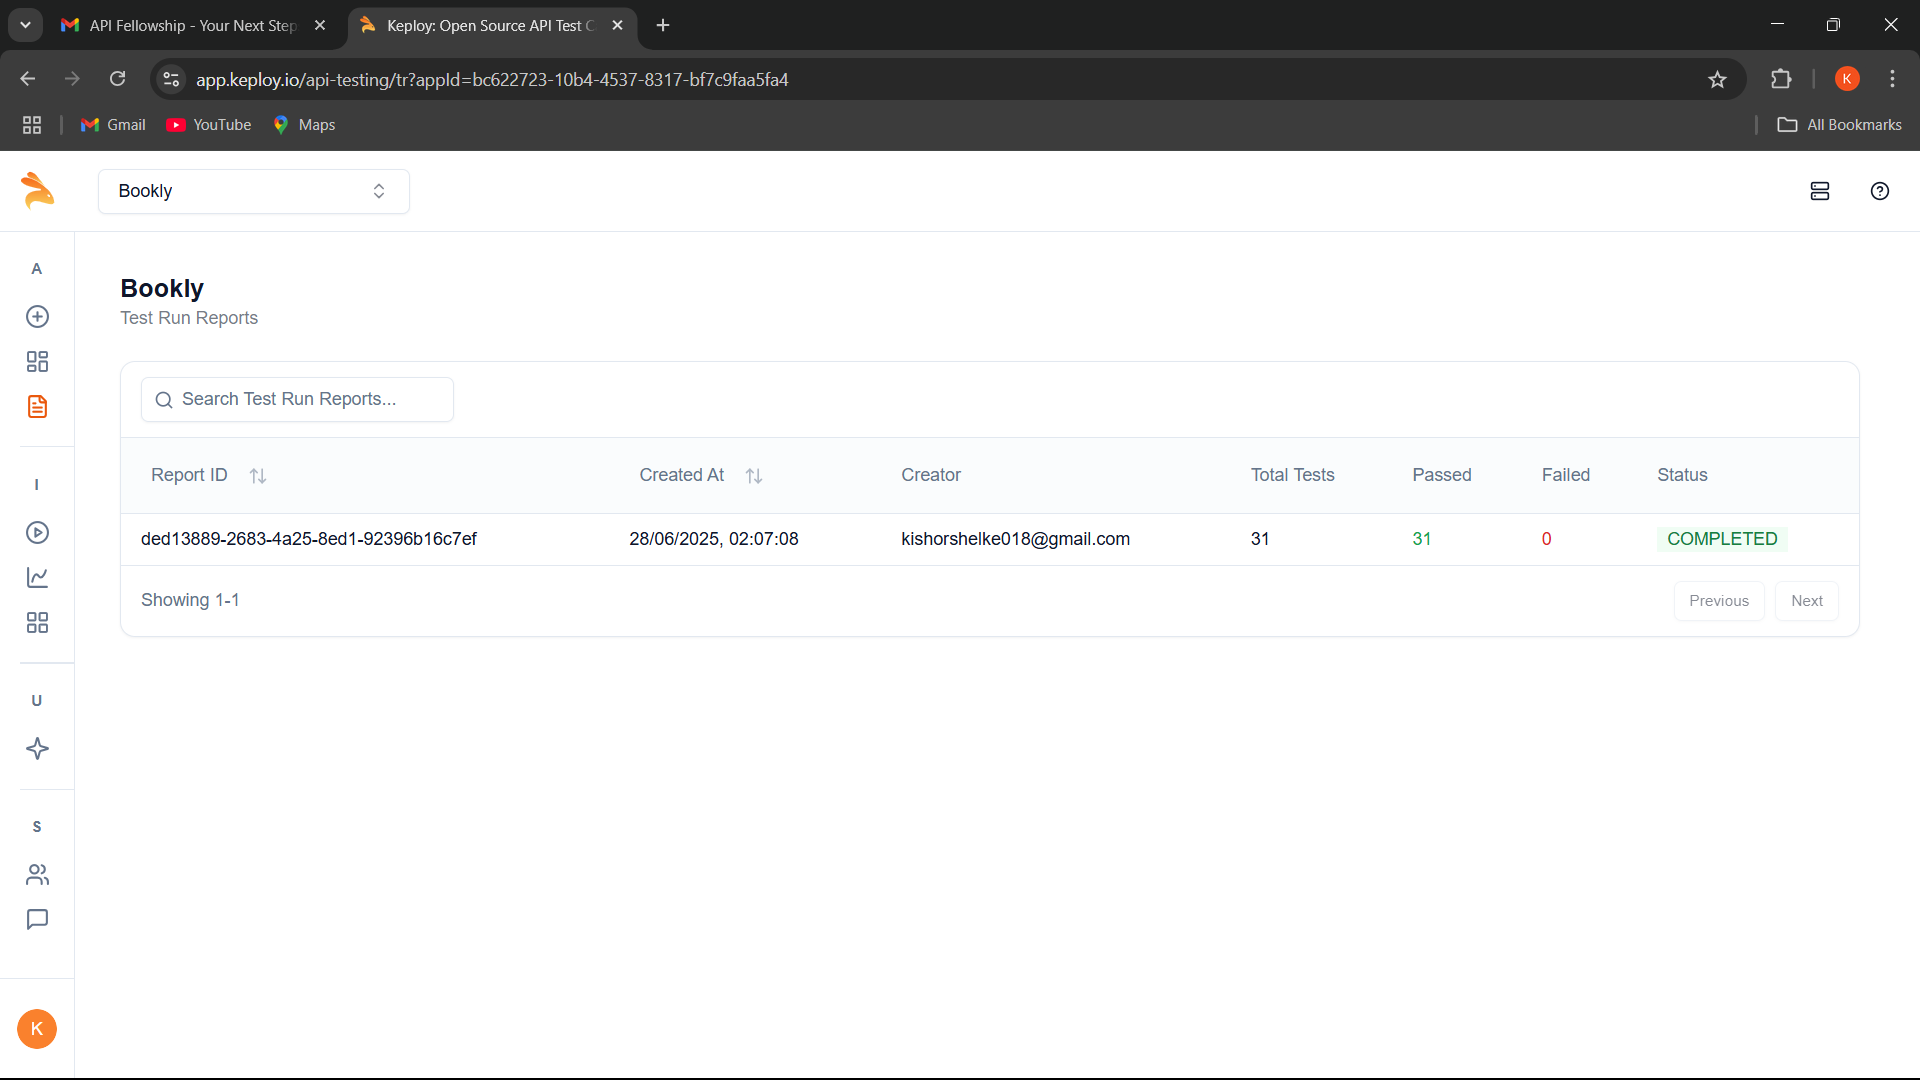 API Fellowship - Your Next Step
Keploy: Open Source API Test C
app.keploy.io/api-testing/tr?appId=bc622723-10b4-4537-8317-bf7c9faa5fa4
K
Gmail
YouTube
Maps
All Bookmarks
Bookly
A
Bookly
Test Run Reports
Search Test Run Reports...
Report ID Created At Creator Total Tests Passed Failed Status
ded13889-2683-4a25-8ed1-92396b16c7ef 28/06/2025, 02:07:08 kishorshelke018@gmail.com 31 31 0 COMPLETED
Showing 1-1 Previous Next
I
U
S
K